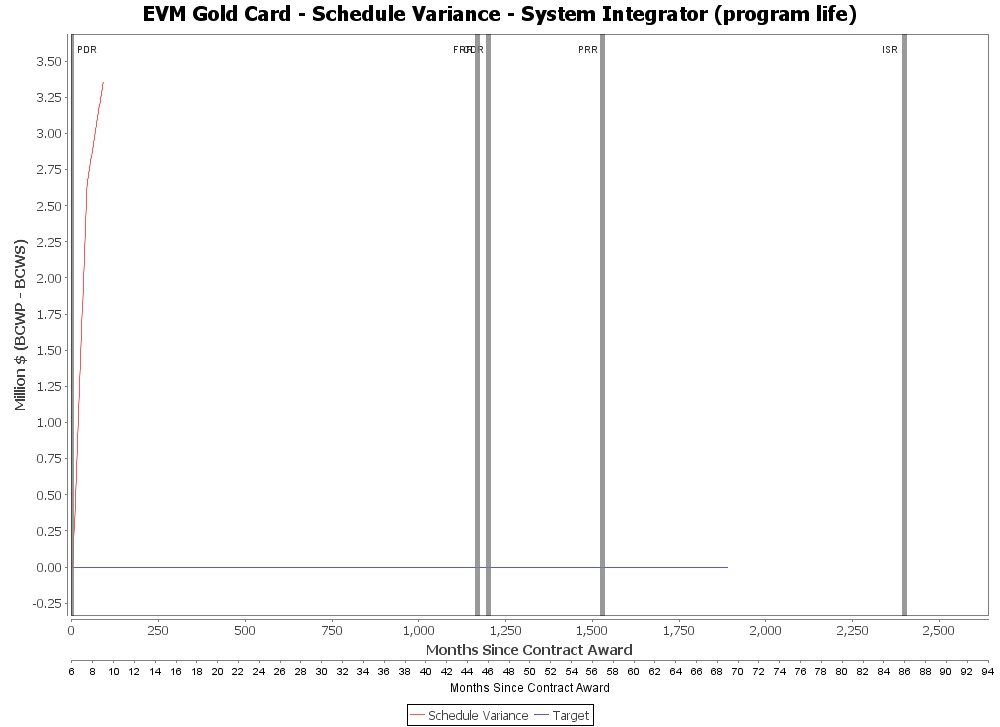 EVM Gold Card - Schedule Variance - System Integrator (program life)
PDR FRR CDR PRR ISR
3.50
3.25
3.00
2.75
2.50
2.25
2.00
1.75
1.50
1.25
1.00
0.75
0.50
0.25
0.00
-0.25
Million $ (BCWP - BCWS)
0 250 500 750 1,000 1,250 1,500 1,750 2,000 2,250 2,500
Months Since Contract Award
6 8 10 12 14 16 18 20 22 24 26 28 30 32 34 36 38 40 42 44 46 48 50 52 54 56 58 60 62 64 66 68 70 72 74 76 78 80 82 84 86 88 90 92 94
Months Since Contract Award
Schedule Variance Target